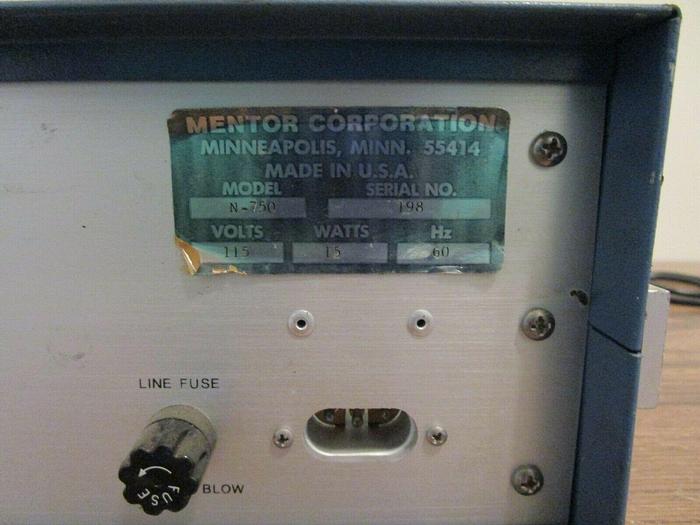 MENTOR CORPORATION
MINNEAPOLIS, MINN. 55414
MADE IN U.S.A.
MODEL SERIAL NO.
N-750 198
VOLTS WATTS Hz
115 15 60
LINE FUSE
FUSE
BLOW